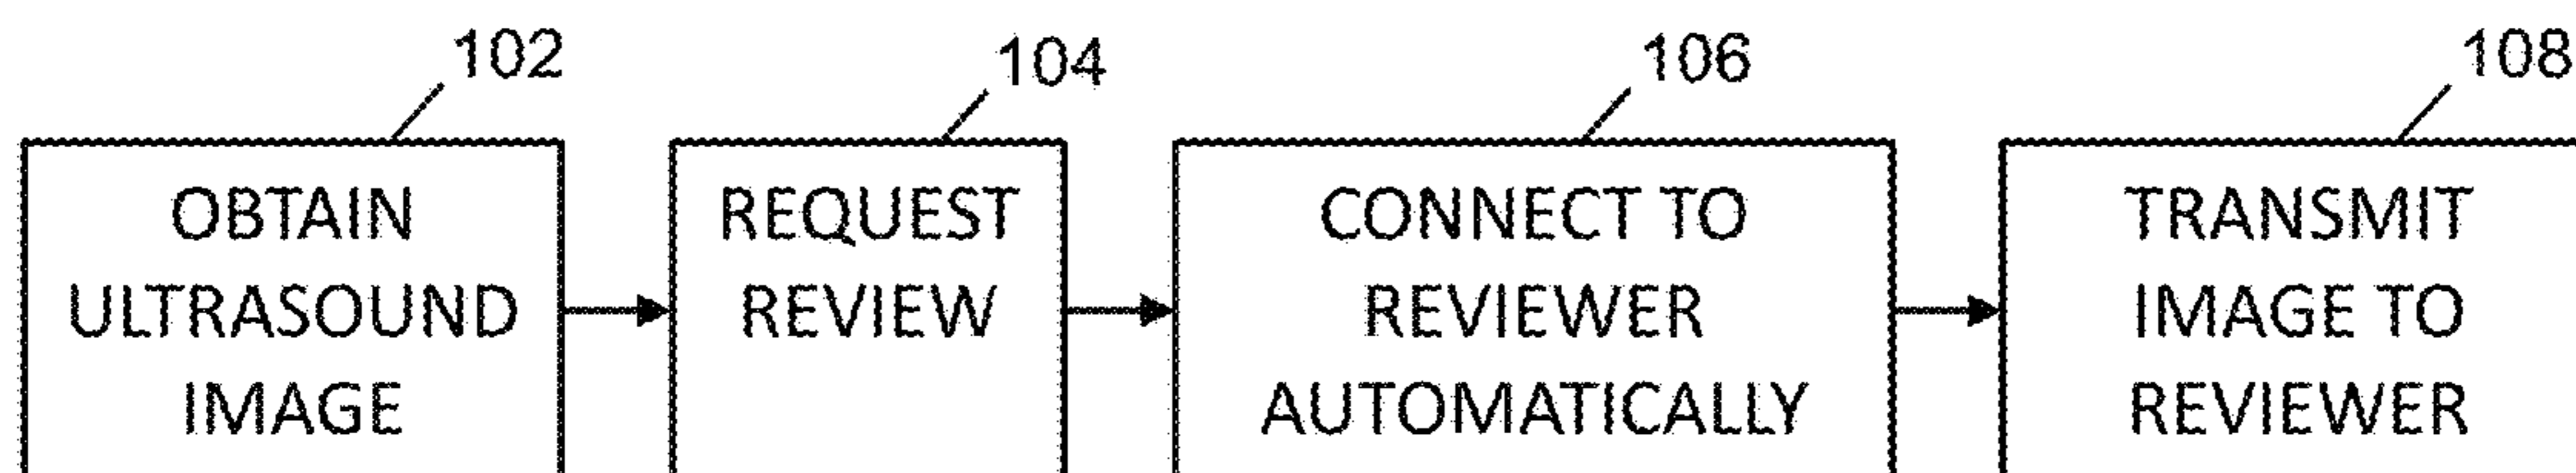 102
104
106
108
OBTAIN
ULTRASOUND
IMAGE
REQUEST
REVIEW
CONNECT TO
REVIEWER
AUTOMATICALLY
TRANSMIT
IMAGE TO
REVIEWER